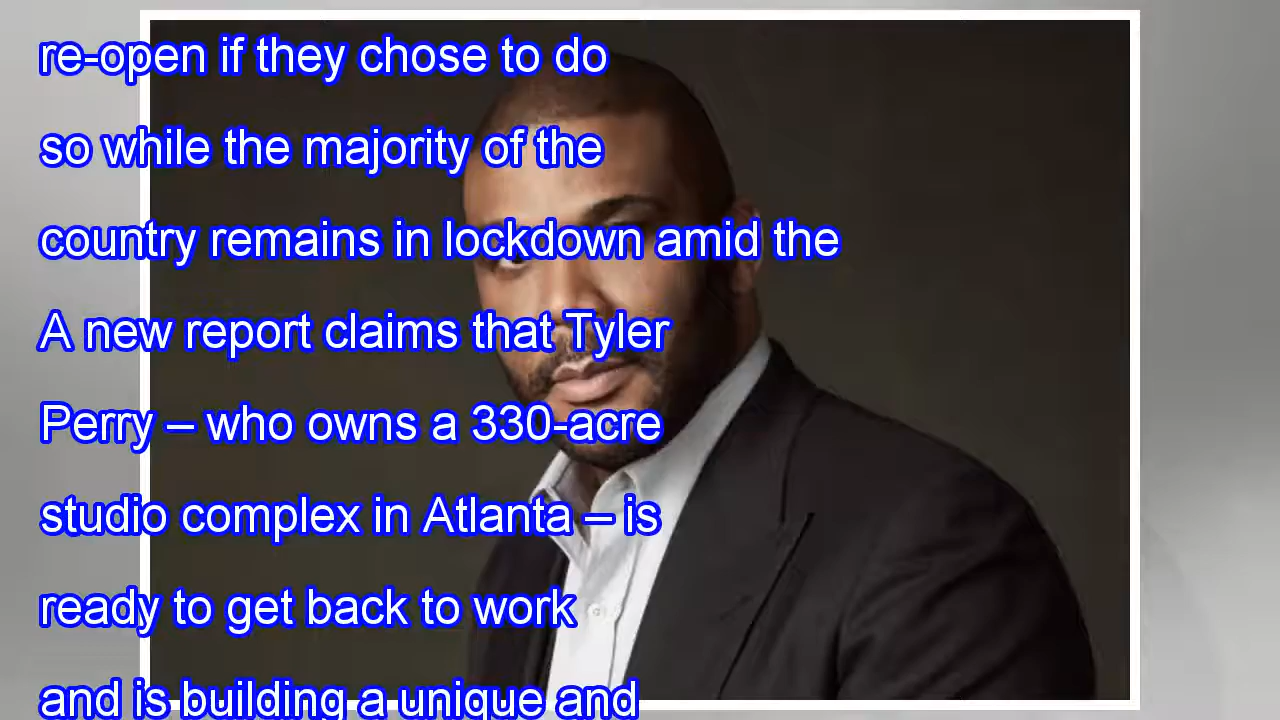 re-open if they chose to do
so while the majority of the
country remains in lockdown amid the
A new report claims that Tyler
Perry – who owns a 330-acre
studio complex in Atlanta – is
ready to get back to work
and is building a unique and